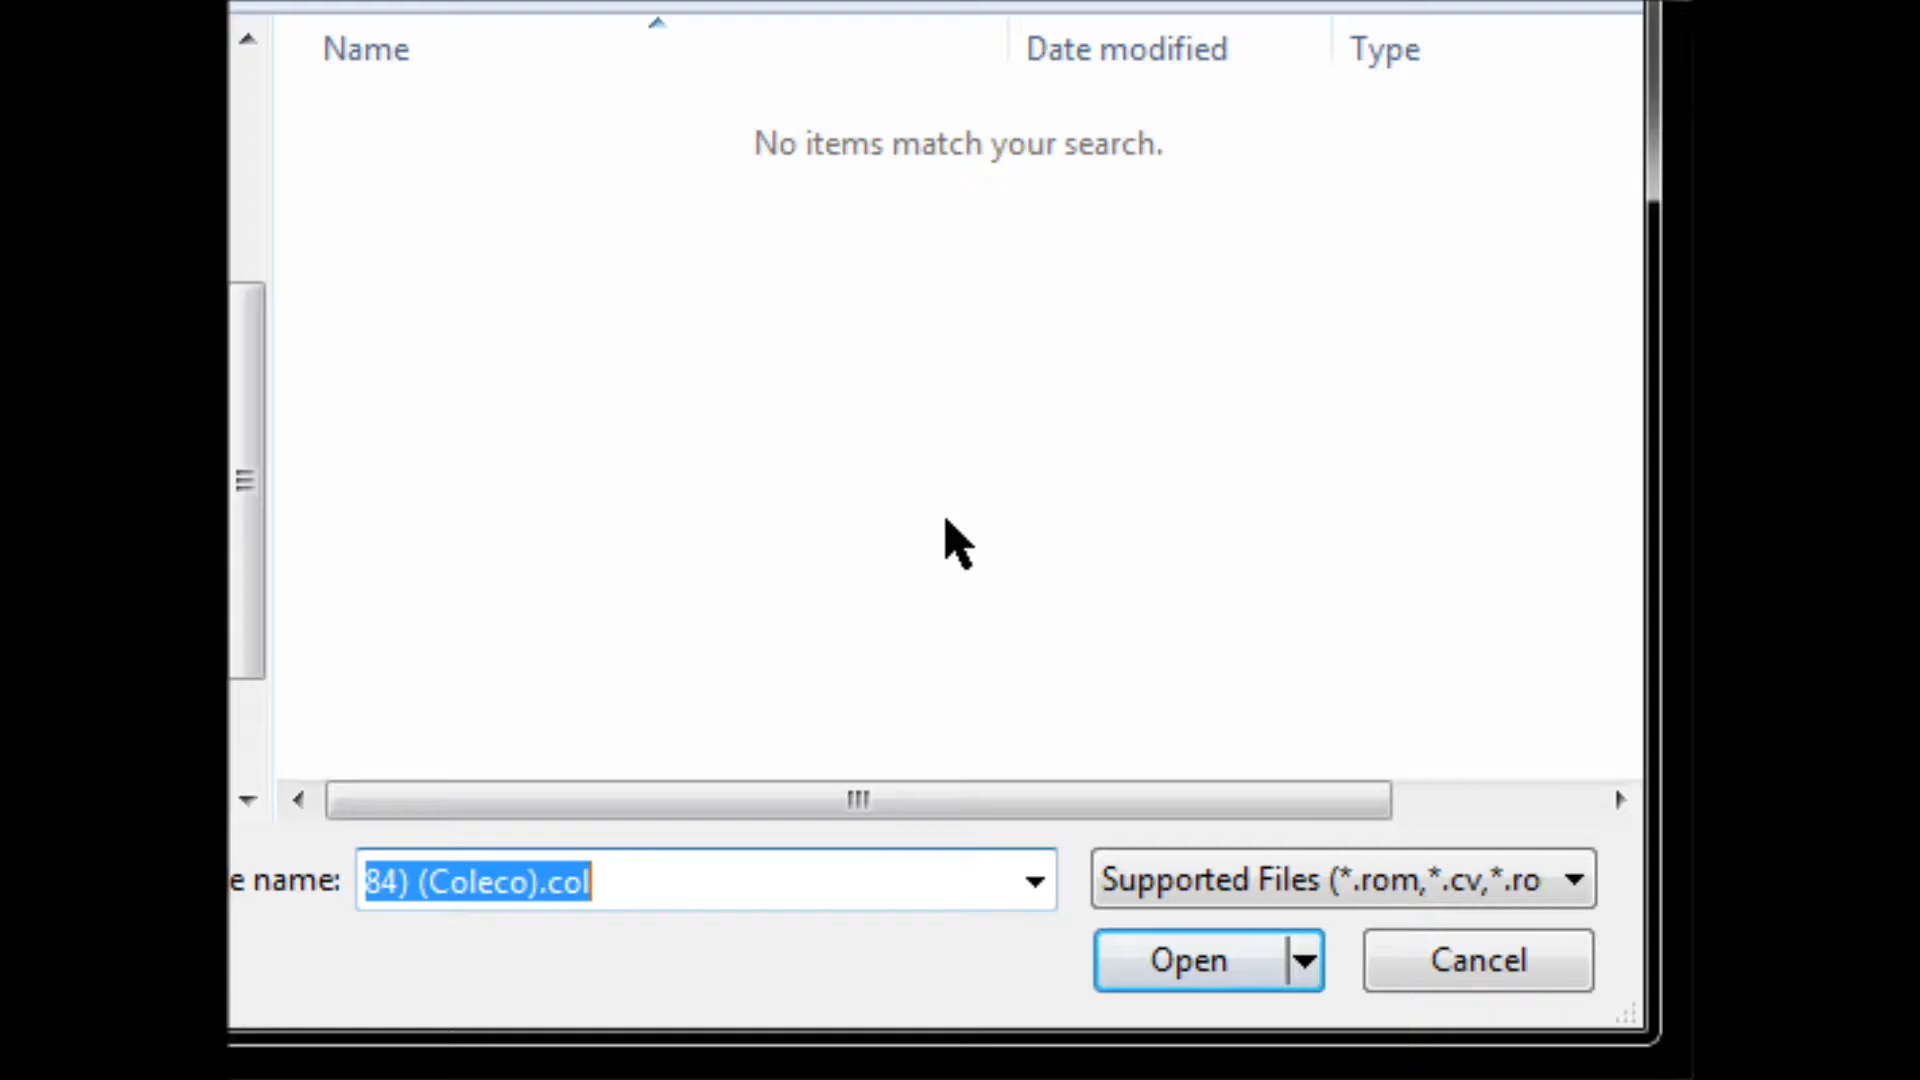 Name Date modified Type
No items match your search.
e name: 84) (Coleco).col Supported Files (*.rom,*.cv,*.ro
Open Cancel